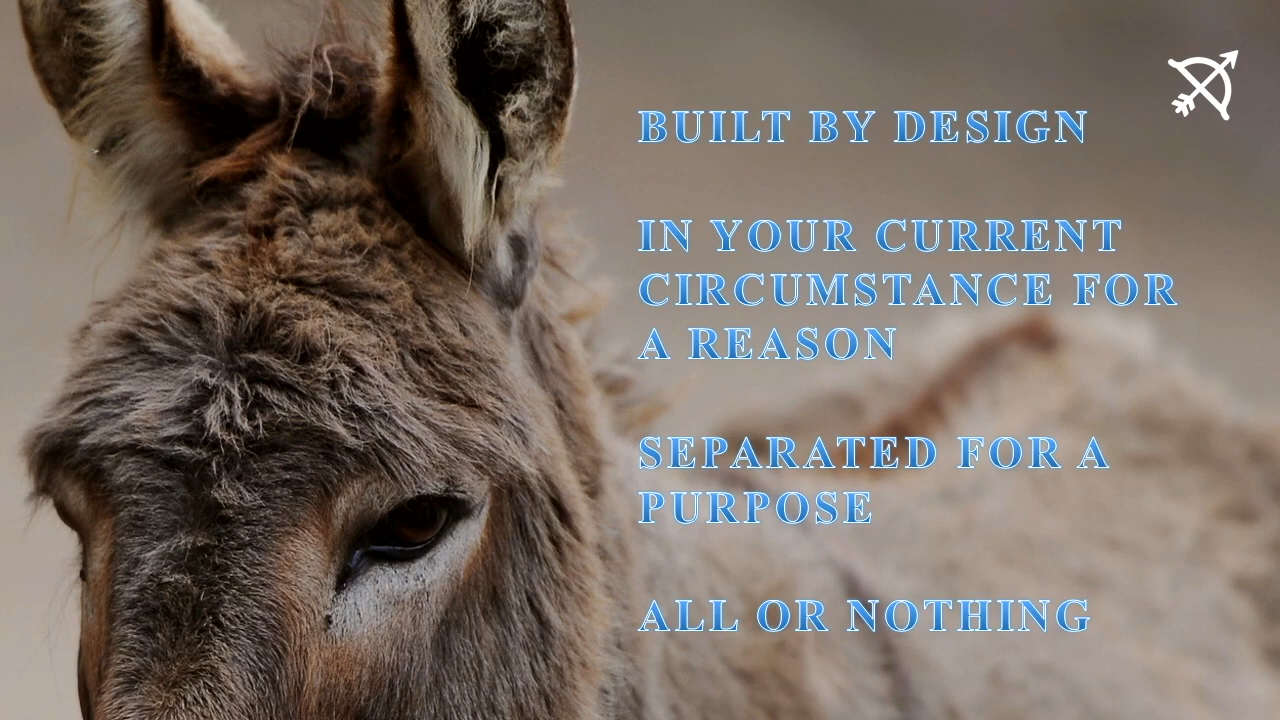 BUILT BY DESIGN
IN YOUR CURRENT
CIRCUMSTANCE FOR
A REASON
SEPARATED FOR A
PURPOSE
ALL OR NOTHING